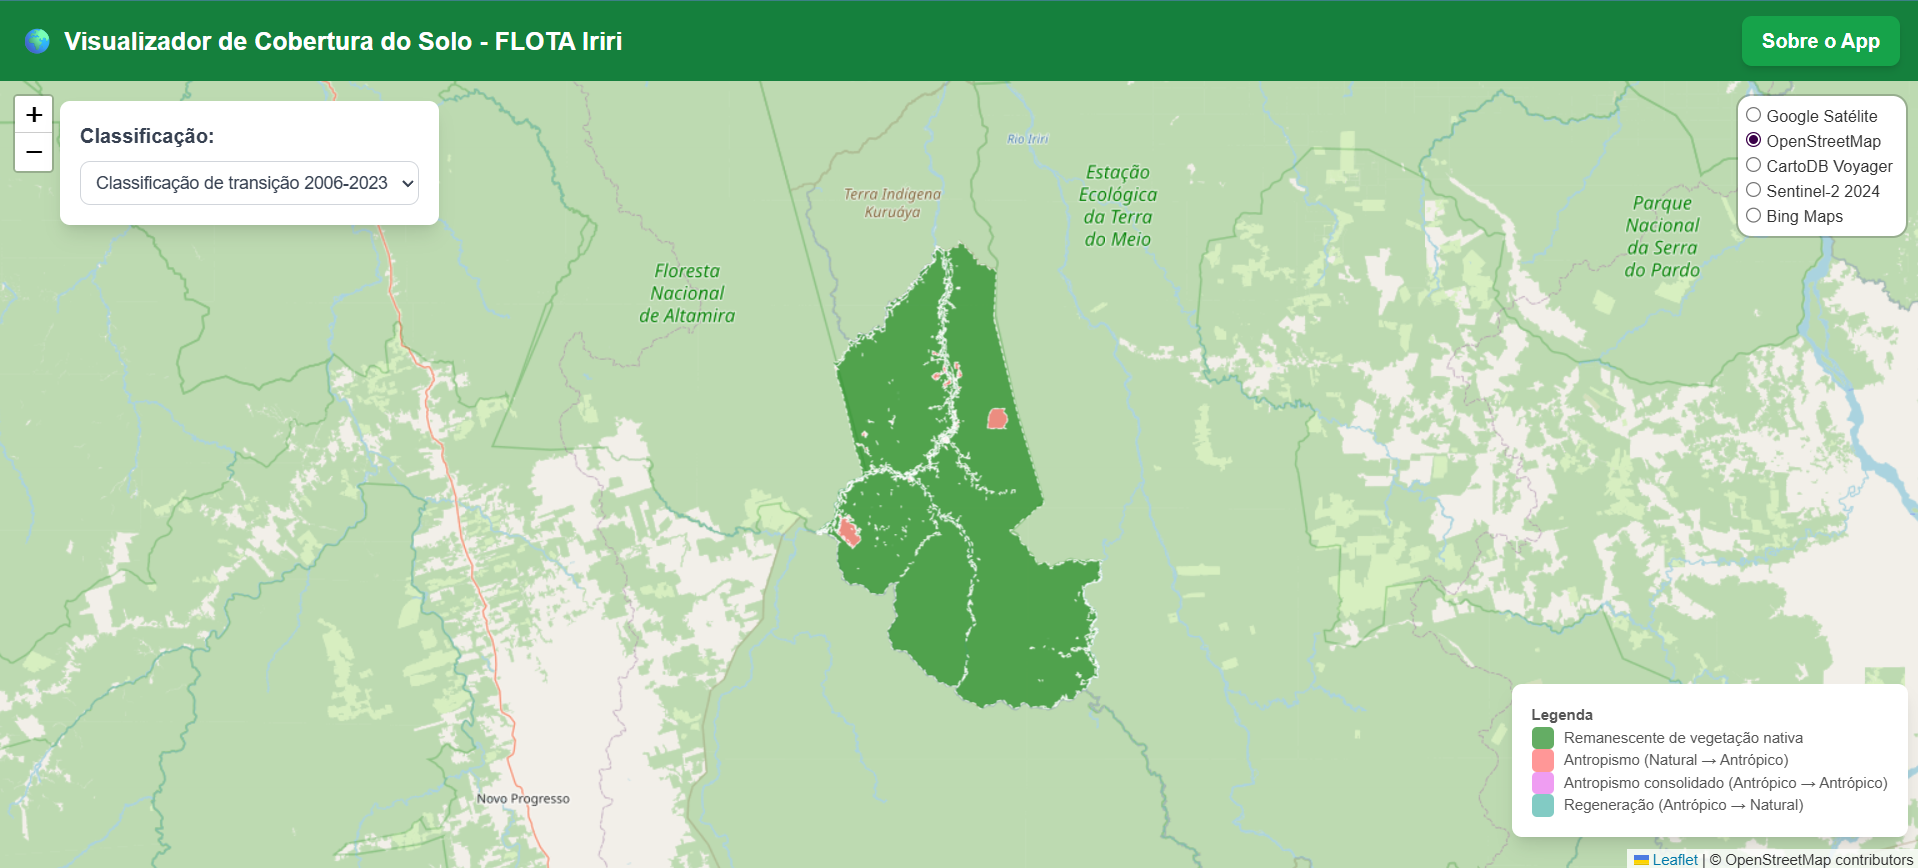 Visualizador de Cobertura do Solo - FLOTA Iriri
Sobre o App
+
−
Classificação:
Classificação de transição 2006-2023
Google Satélite
OpenStreetMap
CartoDB Voyager
Sentinel-2 2024
Bing Maps
Rio Iriri
Terra Indígena
Kuruáya
Estação
Ecológica
da Terra
do Meio
Parque
Nacional
da Serra
do Pardo
Floresta
Nacional
de Altamira
Novo Progresso
Legenda
Remanescente de vegetação nativa
Antropismo (Natural → Antrópico)
Antropismo consolidado (Antrópico → Antrópico)
Regeneração (Antrópico → Natural)
Leaflet | © OpenStreetMap contributors